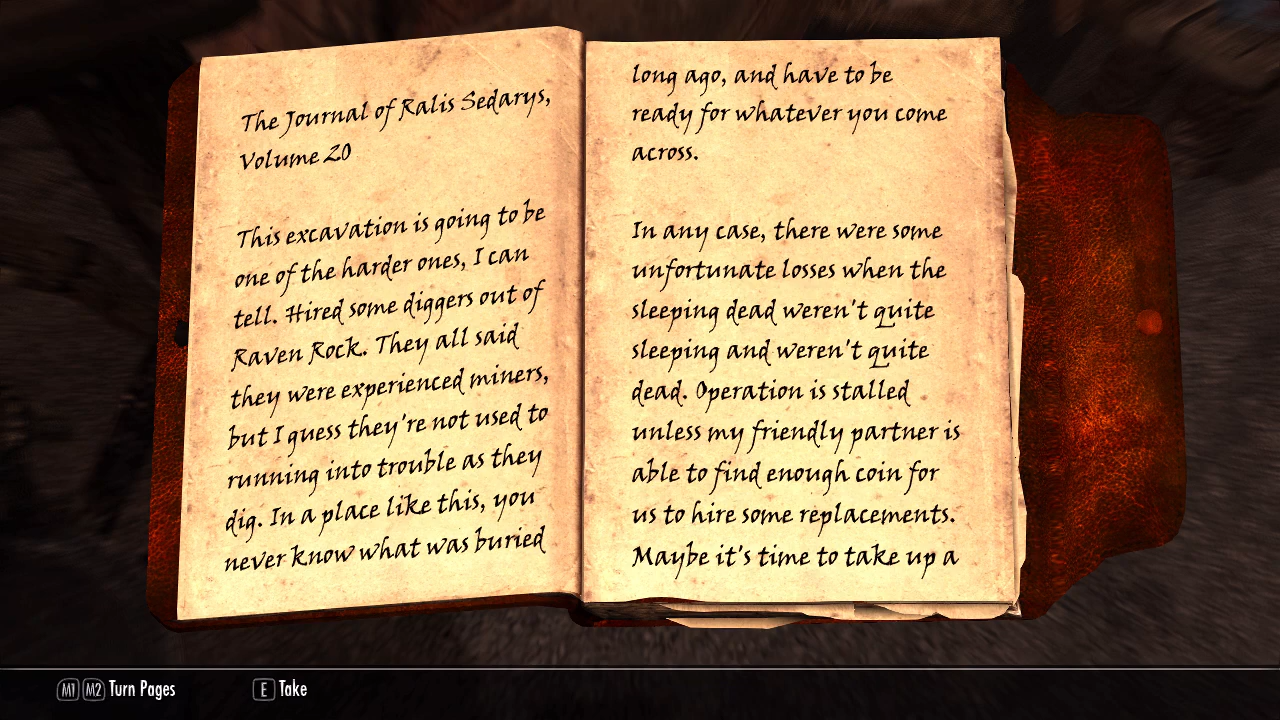 The Journal of Ralis Sedarys,
Volume 20
This excavation is going to be
one of the harder ones, I can
tell. Hired some diggers out of
Raven Rock. They all said
they were experienced miners,
but I guess they're not used to
running into trouble as they
dig. In a place like this, you
never know what was buried
long ago, and have to be
ready for whatever you come
across.
In any case, there were some
unfortunate losses when the
sleeping dead weren't quite
sleeping and weren't quite
dead. Operation is stalled
unless my friendly partner is
able to find enough coin for
us to hire some replacements.
Maybe it's time to take up a
M1 M2 Turn Pages
E Take